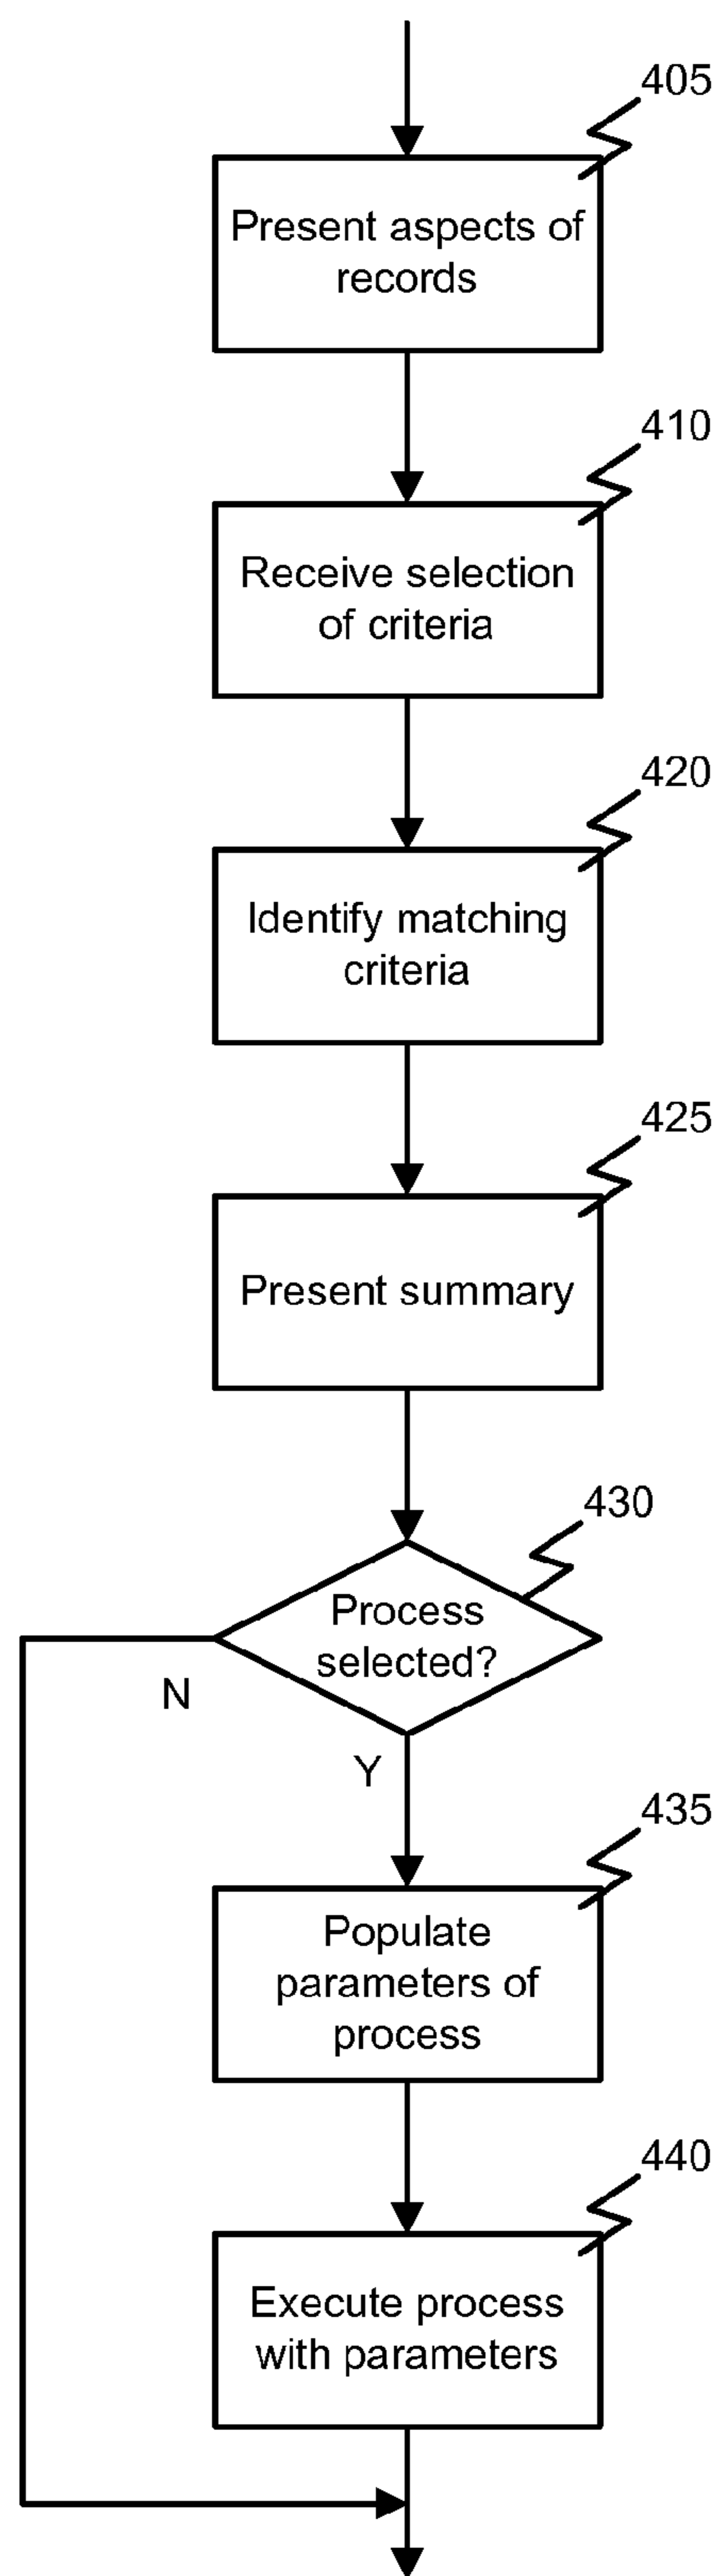 405
Present aspects of
records
410
Receive selection
of criteria
420
Identify matching
criteria
425
Present summary
430
Process
selected?
N
Y
435
Populate
parameters of
process
440
Execute process
with parameters